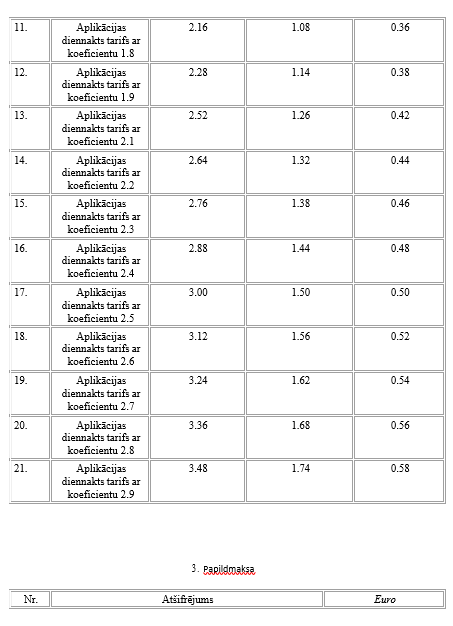 11. Aplikācijas 2.16 1.08 0.36
diennakts tarifs ar
koeficientu 1.8
12. Aplikācijas 2.28 1.14 0.38
diennakts tarifs ar
koeficientu 1.9
13. Aplikācijas 2.52 1.26 0.42
diennakts tarifs ar
koeficientu 2.1
14. Aplikācijas 2.64 1.32 0.44
diennakts tarifs ar
koeficientu 2.2
15. Aplikācijas 2.76 1.38 0.46
diennakts tarifs ar
koeficientu 2.3
16. Aplikācijas 2.88 1.44 0.48
diennakts tarifs ar
koeficientu 2.4
17. Aplikācijas 3.00 1.50 0.50
diennakts tarifs ar
koeficientu 2.5
18. Aplikācijas 3.12 1.56 0.52
diennakts tarifs ar
koeficientu 2.6
19. Aplikācijas 3.24 1.62 0.54
diennakts tarifs ar
koeficientu 2.7
20. Aplikācijas 3.36 1.68 0.56
diennakts tarifs ar
koeficientu 2.8
21. Aplikācijas 3.48 1.74 0.58
diennakts tarifs ar
koeficientu 2.9
3. Papildmaksa
Nr. Atšifrējums Euro